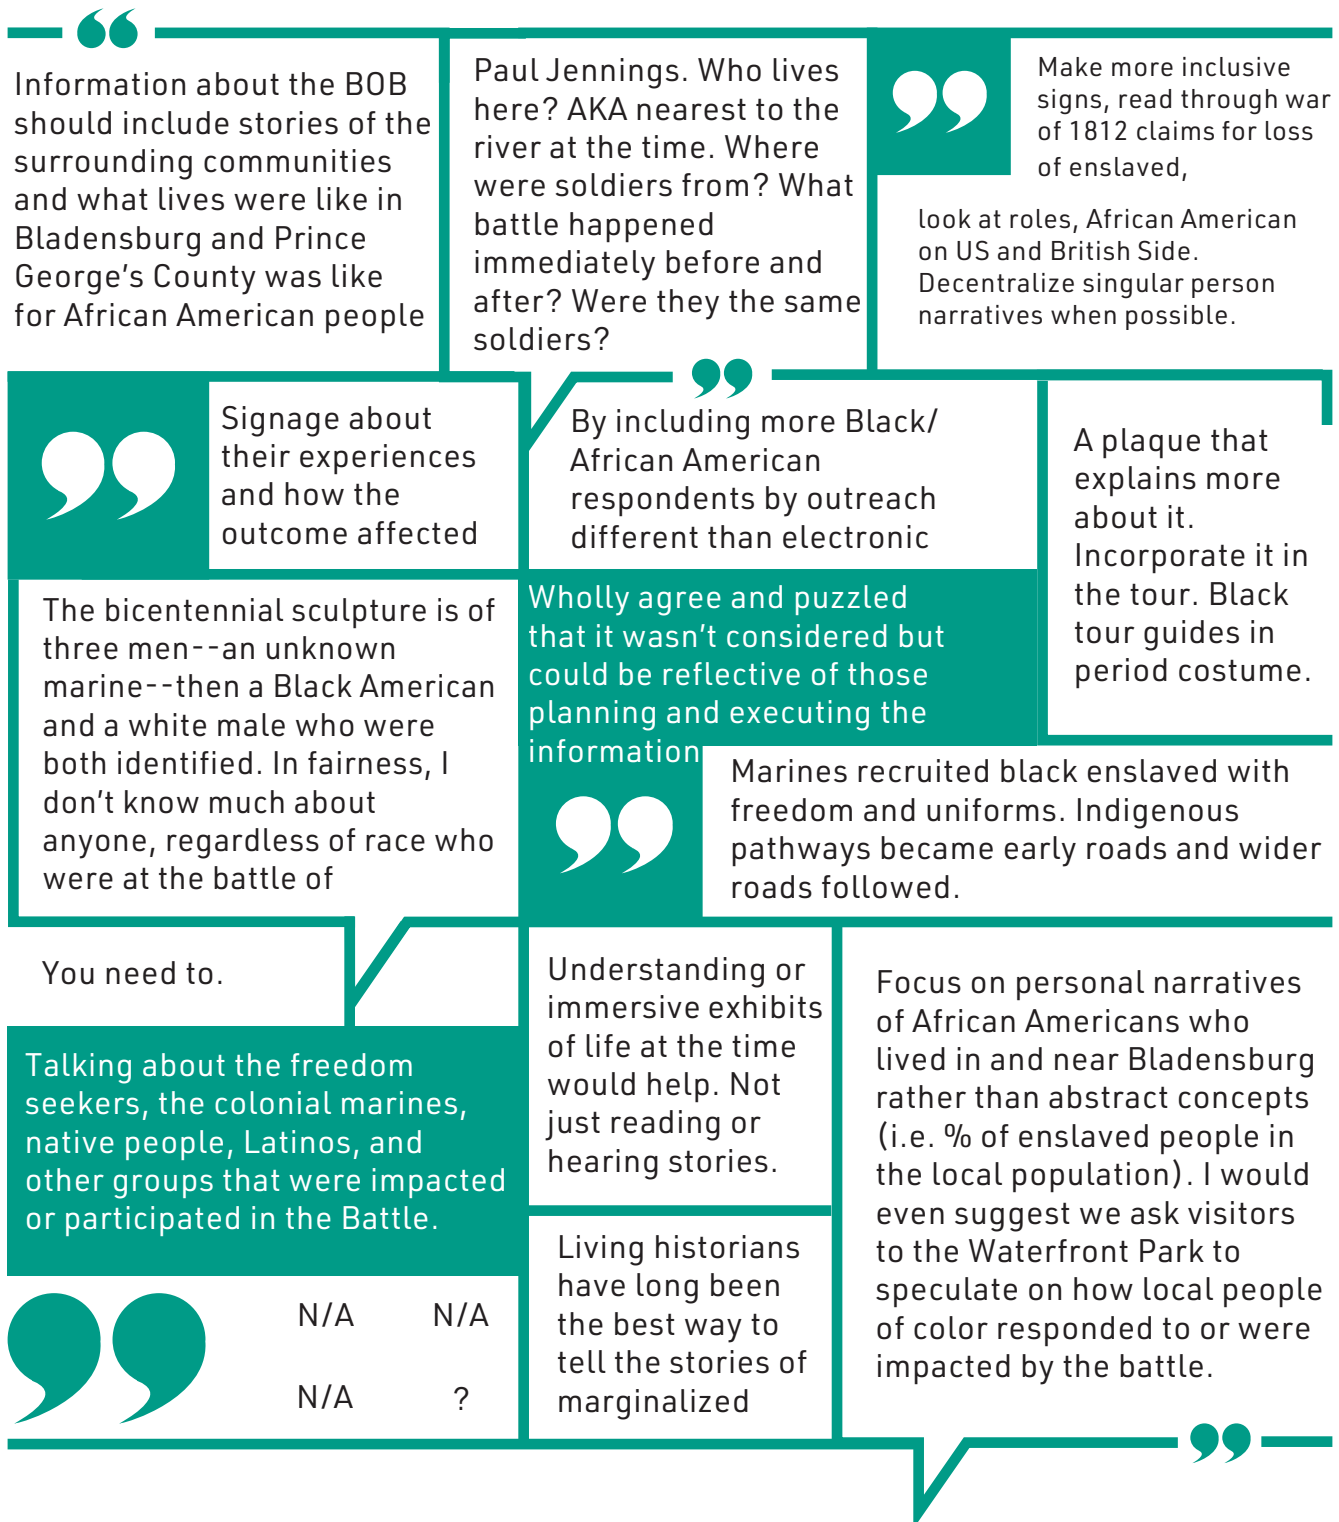 Information about the BOB
should include stories of the
surrounding communities
and what lives were like in
Bladensburg and Prince
George's County was like
for African American people
Paul Jennings. Who lives
here? AKA nearest to the
river at the time. Where
were soldiers from? What
battle happened
immediately before and
after? Were they the same
soldiers?
Make more inclusive
signs, read through war
of 1812 claims for loss
of enslaved,
look at roles, African American
on US and British Side.
Decentralize singular person
narratives when possible.
Signage about
their experiences
and how the
outcome affected
By including more Black/
African American
respondents by outreach
different than electronic
A plaque that
explains more
about it.
Incorporate it in
the tour. Black
tour guides in
period costume.
The bicentennial sculpture is of
three men--an unknown
marine--then a Black American
and a white male who were
both identified. In fairness, I
don't know much about
anyone, regardless of race who
were at the battle of
Wholly agree and puzzled
that it wasn't considered but
could be reflective of those
planning and executing the
information
Marines recruited black enslaved with
freedom and uniforms. Indigenous
pathways became early roads and wider
roads followed.
You need to.
Talking about the freedom
seekers, the colonial marines,
native people, Latinos, and
other groups that were impacted
or participated in the Battle.
N/A N/A
N/A ?
Understanding or
immersive exhibits
of life at the time
would help. Not
just reading or
hearing stories.
Living historians
have long been
the best way to
tell the stories of
marginalized
Focus on personal narratives
of African Americans who
lived in and near Bladensburg
rather than abstract concepts
(i.e. % of enslaved people in
the local population). I would
even suggest we ask visitors
to the Waterfront Park to
speculate on how local people
of color responded to or were
impacted by the battle.